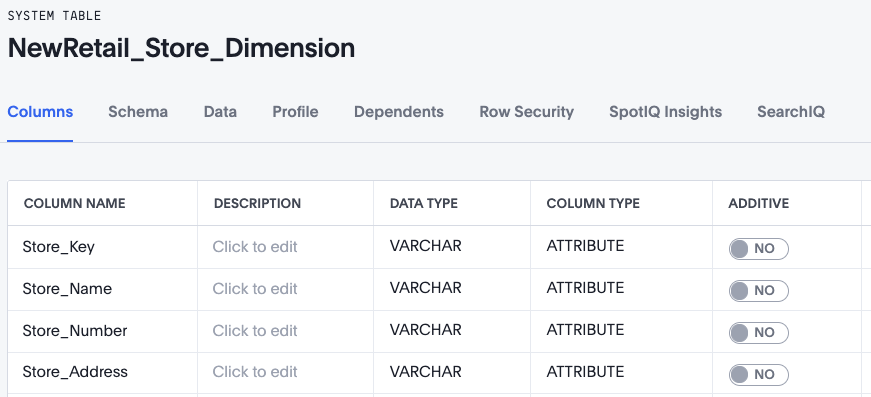 SYSTEM TABLE
NewRetail_Store_Dimension
Columns Schema Data Profile Dependents Row Security SpotIQ Insights SearchIQ
COLUMN NAME DESCRIPTION DATA TYPE COLUMN TYPE ADDITIVE
Store_Key Click to edit VARCHAR ATTRIBUTE NO
Store_Name Click to edit VARCHAR ATTRIBUTE NO
Store_Number Click to edit VARCHAR ATTRIBUTE NO
Store_Address Click to edit VARCHAR ATTRIBUTE NO